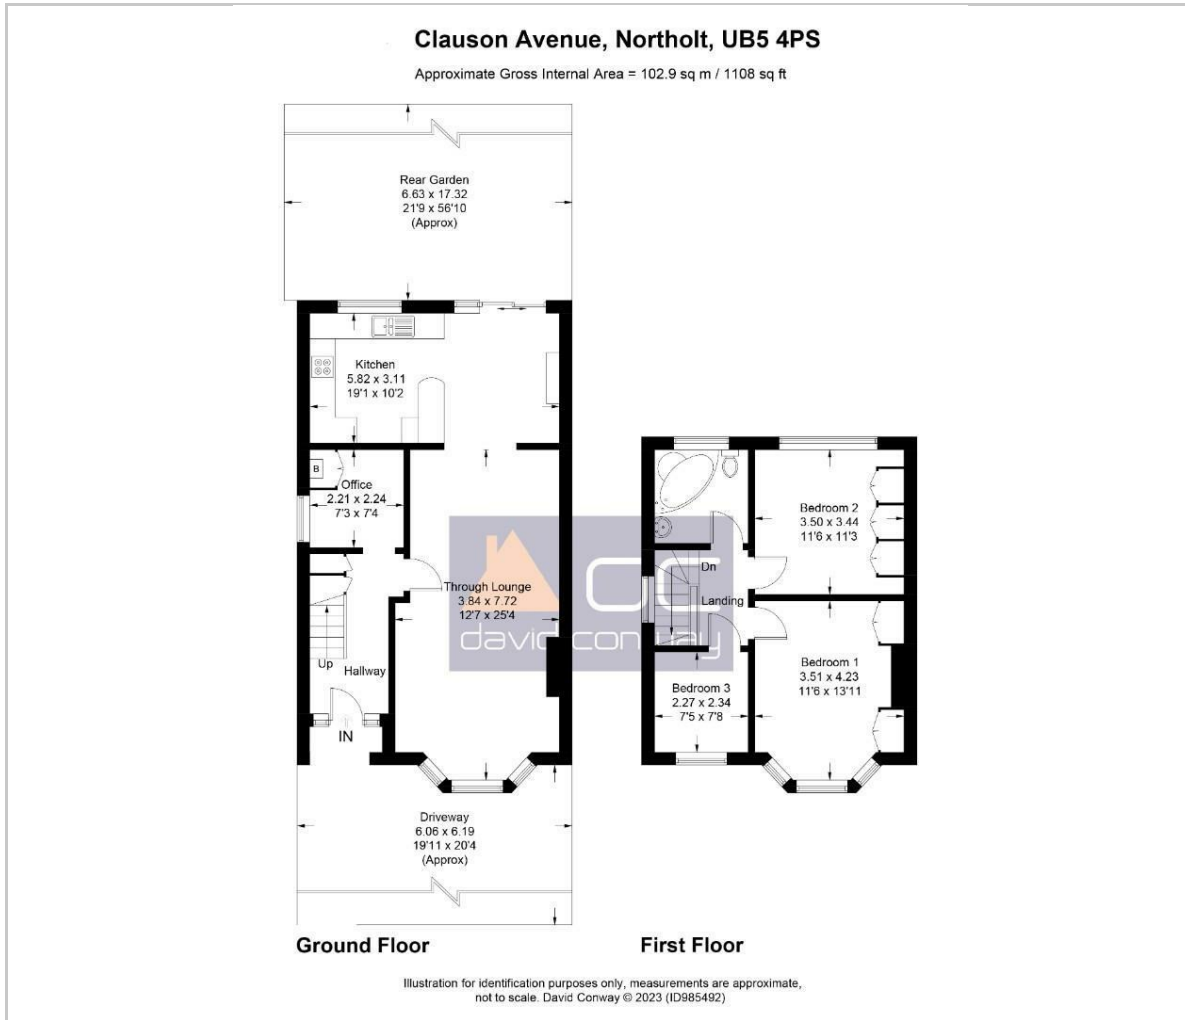 Clauson Avenue, Northolt, UB5 4PS
Approximate Gross Internal Area = 102.9 sq m / 1108 sq ft
Rear Garden
6.63 x 17.32
21'9 x 56'10
(Approx)
Kitchen
5.82 x 3.11
19'1 x 10'2
B
Office
2.21 x 2.24
7'3 x 7'4
Through Lounge
3.84 x 7.72
12'7 x 25'4
Up
Hallway
IN
Driveway
6.06 x 6.19
19'11 x 20'4
(Approx)
Ground Floor
Bedroom 2
3.50 x 3.44
11'6 x 11'3
Dn
Landing
Bedroom 1
3.51 x 4.23
11'6 x 13'11
Bedroom 3
2.27 x 2.34
7'5 x 7'8
First Floor
DC
david conway
Illustration for identification purposes only, measurements are approximate,
not to scale. David Conway © 2023 (ID985492)